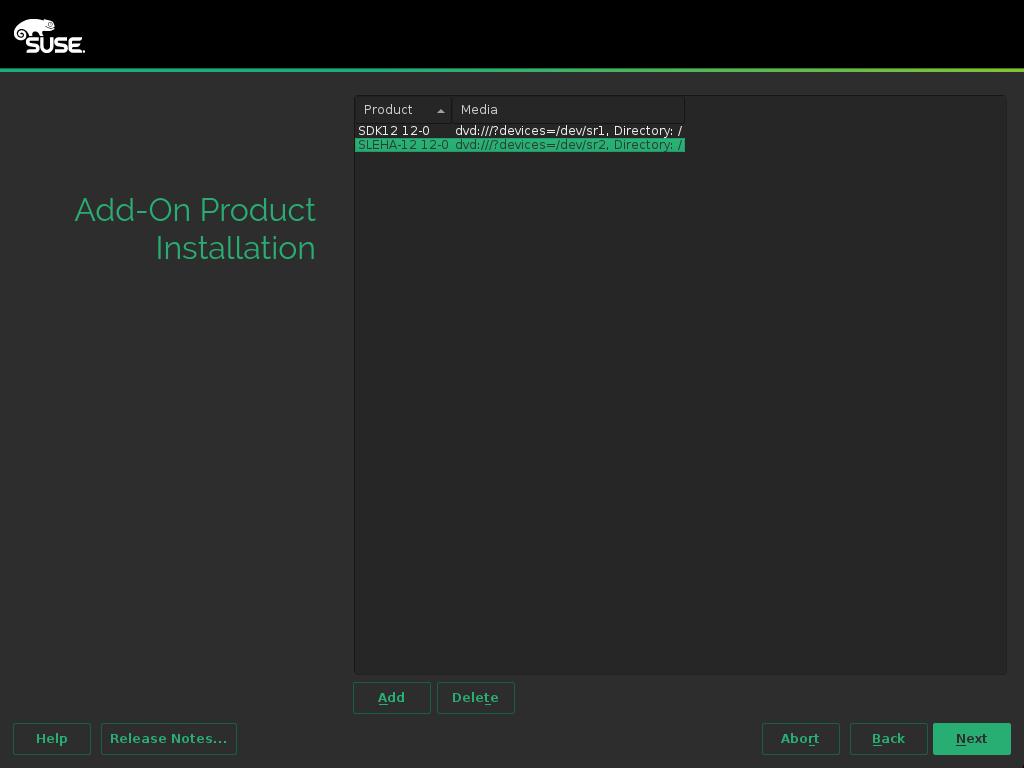 SUSE.
Add-On Product
Installation
Product Media
SDK12 12-0 dvd:///?devices=/dev/sr1, Directory: /
SLEHA-12 12-0 dvd:///?devices=/dev/sr2, Directory: /
Add Delete
Help Release Notes... Abort Back Next